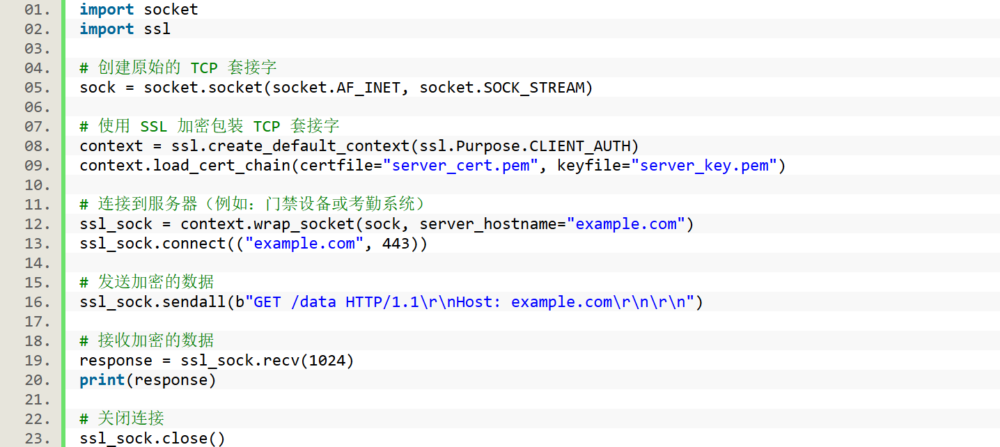 01. import socket
02. import ssl
03.
04. # 创建原始的 TCP 套接字
05. sock = socket.socket(socket.AF_INET, socket.SOCK_STREAM)
06.
07. # 使用 SSL 加密包装 TCP 套接字
08. context = ssl.create_default_context(ssl.Purpose.CLIENT_AUTH)
09. context.load_cert_chain(certfile="server_cert.pem", keyfile="server_key.pem")
10.
11. # 连接到服务器（例如：门禁设备或考勤系统）
12. ssl_sock = context.wrap_socket(sock, server_hostname="example.com")
13. ssl_sock.connect(("example.com", 443))
14.
15. # 发送加密的数据
16. ssl_sock.sendall(b"GET /data HTTP/1.1\r\nHost: example.com\r\n\r\n")
17.
18. # 接收加密的数据
19. response = ssl_sock.recv(1024)
20. print(response)
21.
22. # 关闭连接
23. ssl_sock.close()